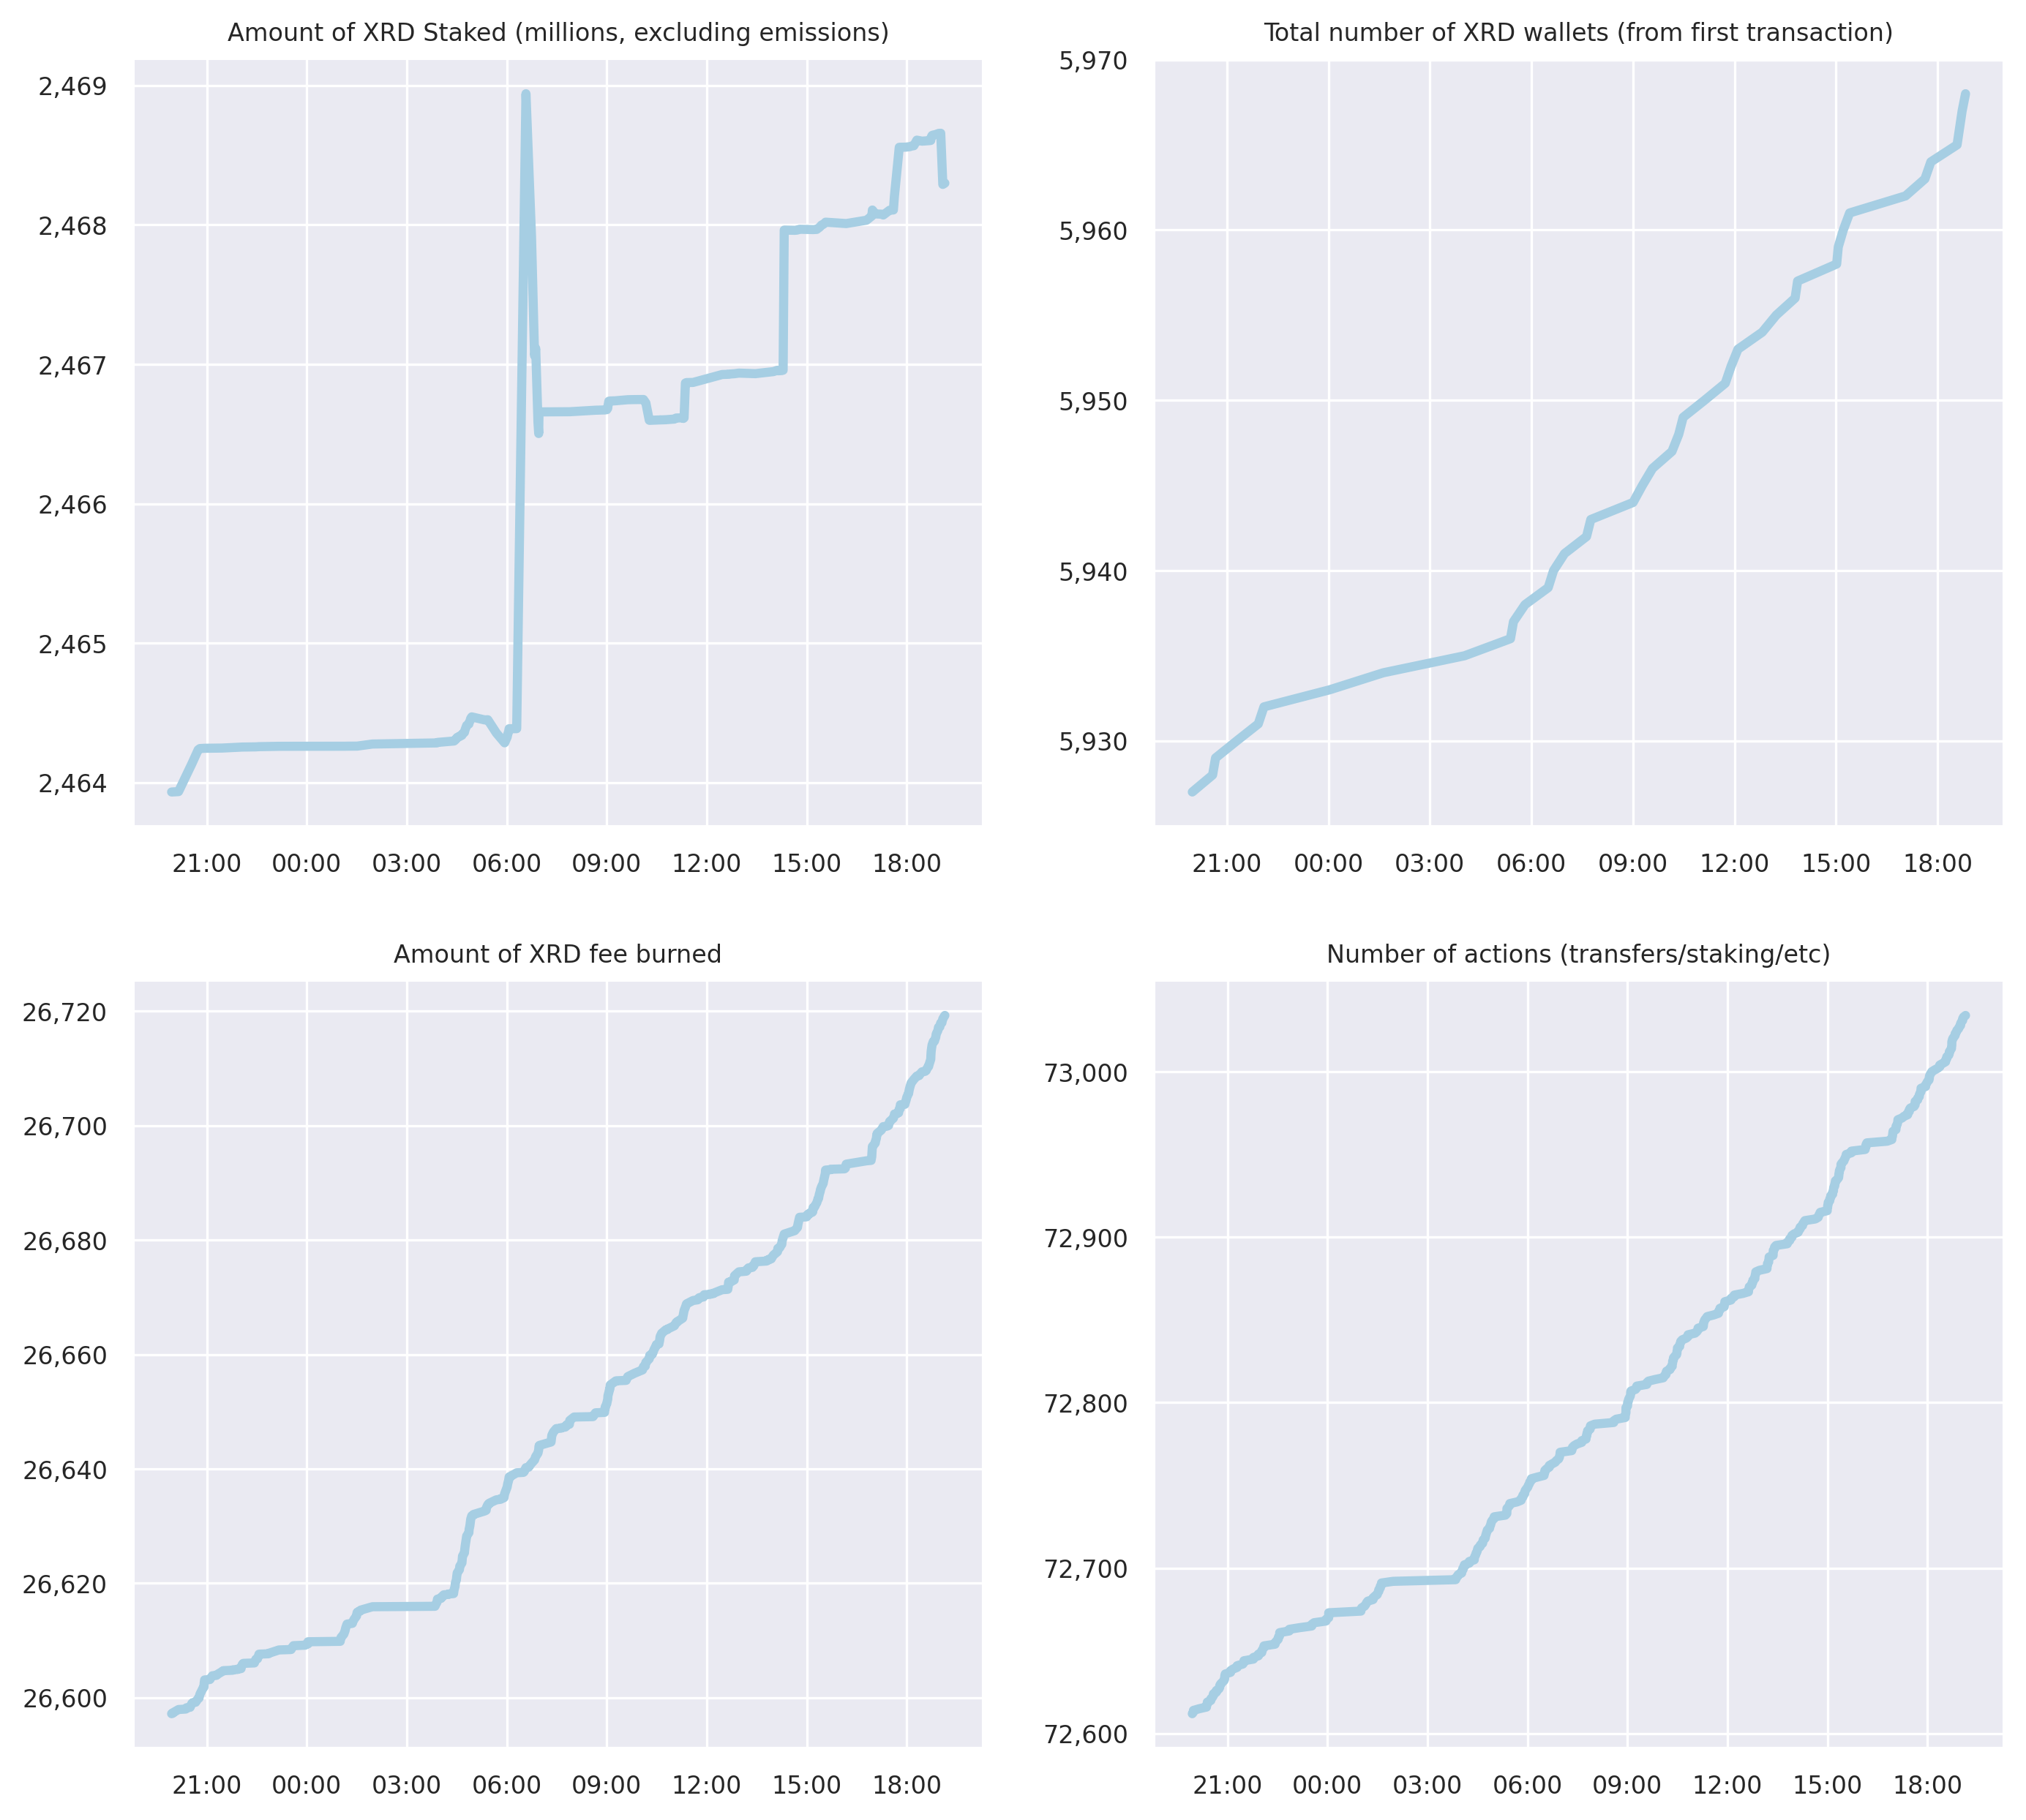 Amount of XRD Staked (millions, excluding emissions)
2,469
2,468
2,467
2,466
2,465
2,464
21:00 00:00 03:00 06:00 09:00 12:00 15:00 18:00
Total number of XRD wallets (from first transaction)
5,970
5,960
5,950
5,940
5,930
21:00 00:00 03:00 06:00 09:00 12:00 15:00 18:00
Amount of XRD fee burned
26,720
26,700
26,680
26,660
26,640
26,620
26,600
21:00 00:00 03:00 06:00 09:00 12:00 15:00 18:00
Number of actions (transfers/staking/etc)
73,000
72,900
72,800
72,700
72,600
21:00 00:00 03:00 06:00 09:00 12:00 15:00 18:00